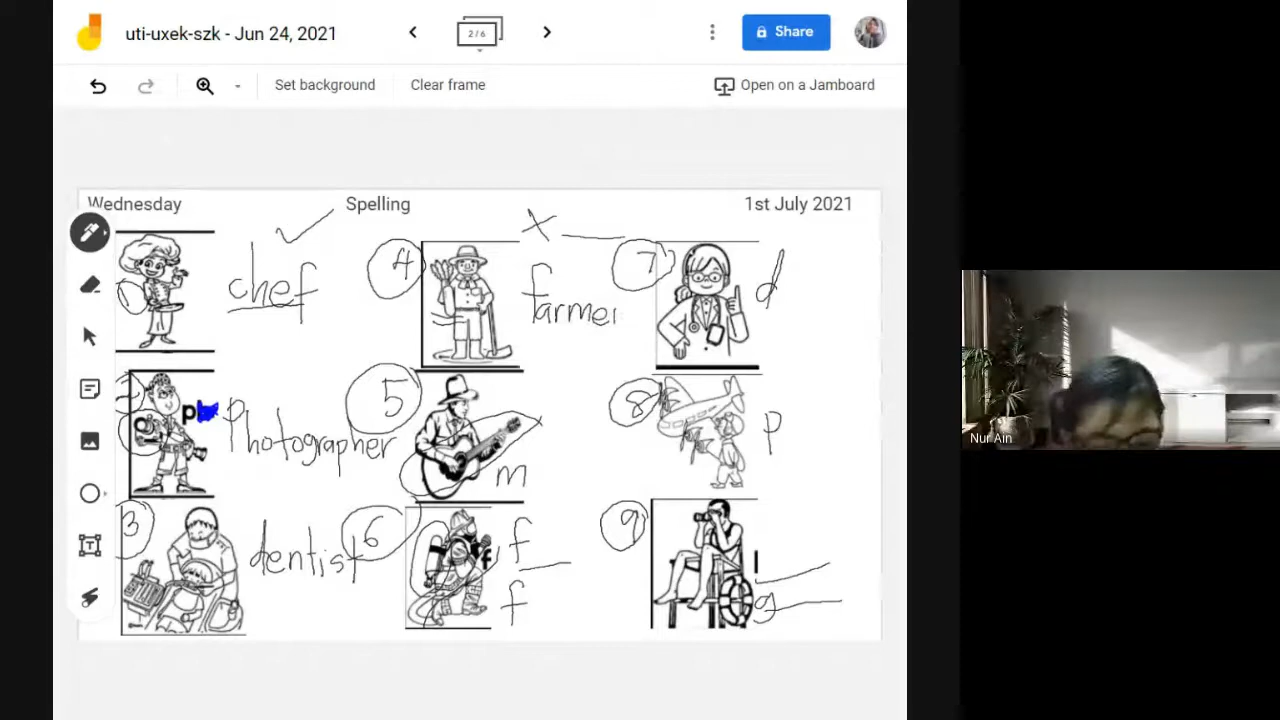 uti-uxek-szk - Jun 24, 2021
2/6
Share
Set background
Clear frame
Open on a Jamboard
Wednesday Spelling 1st July 2021
chef
4
x
farmer
7
d
ph
Photographer
5
m
8
P
3
dentist
6
f
f
f
9
l
g
T
Nur Ain